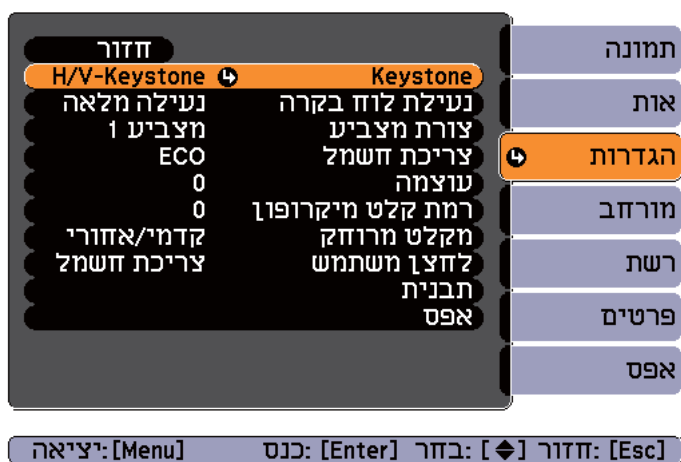 תמונה
אות
הגדרות
מורחב
רשת
פרטים
אפס
חזור
Keystone H/V-Keystone
נעילת לוח בקרה נעילה מלאה
צורת מצביע מצביע 1
צריכת חשמל ECO
עוצמה 0
רמת קלט מיקרופון 0
מקלט מרוחק קדמי/אחורי
לחצן משתמש צריכת חשמל
תבנית
אפס
[Esc] :חזור [◆] :בחר [Enter] :כנס [Menu] :יציאה